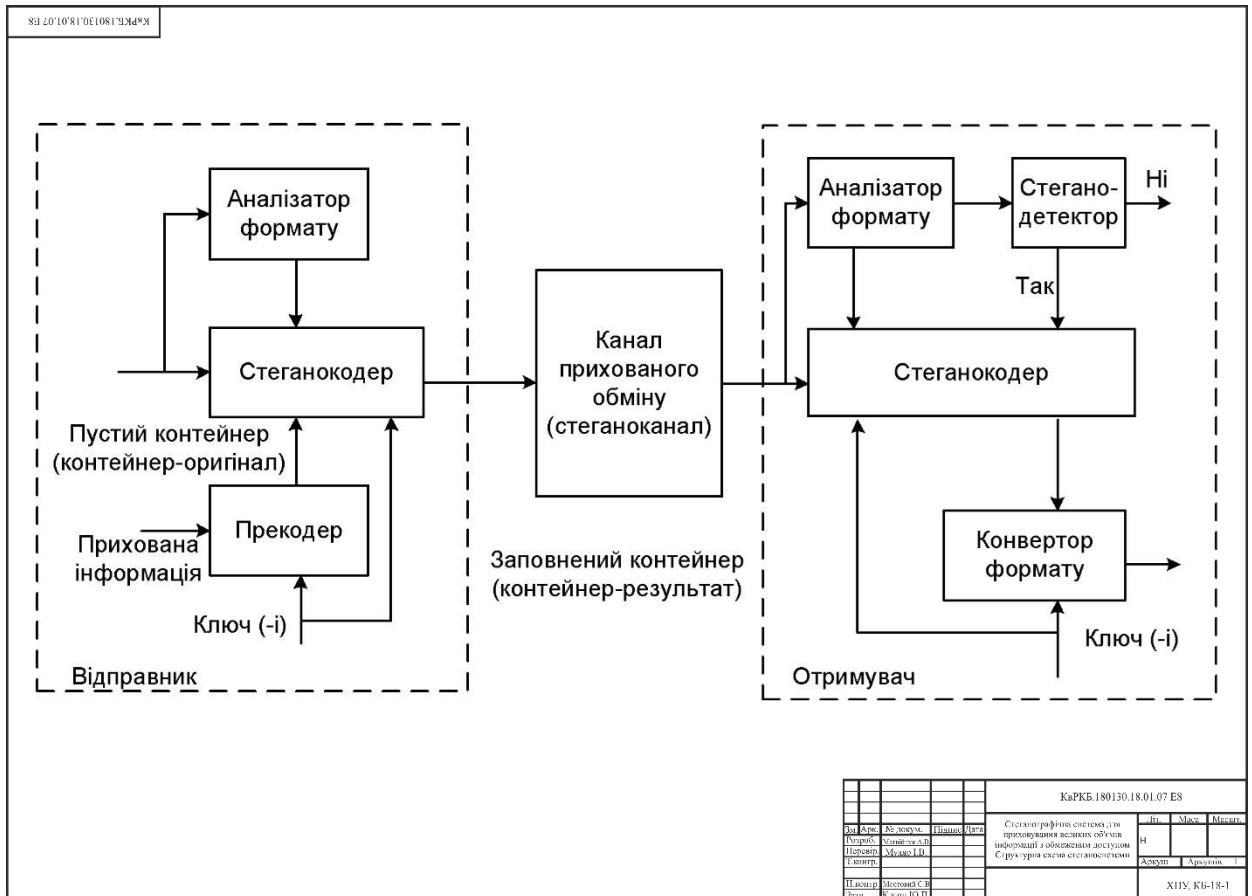 КвРКБ.180130.18.01.07 Е8
Аналізатор
формату
Стеганокодер
Пустий контейнер
(контейнер-оригінал)
Прекодер
Прихована
інформація
Ключ (-і)
Відправник
Канал
прихованого
обміну
(стеганоканал)
Заповнений контейнер
(контейнер-результат)
Аналізатор
формату
Стегано-
детектор
Ні
Так
Стеганокодер
Конвертор
формату
Ключ (-і)
Отримувач
КвРКБ.180130.18.01.07 Е8
Зм Арк. № докум. Підпис Дата
Розроб.
Перевір. Муляр І.В.
Т.контр.
Н.контр.
Стеганографічна система для
приховування великих об'ємів
інформації з обмеженим доступом
Структурна схема стеганосистеми
Літ. Маса Масшт.
Н
Аркуш Аркушів 1
ХНУ, КБ-18-1